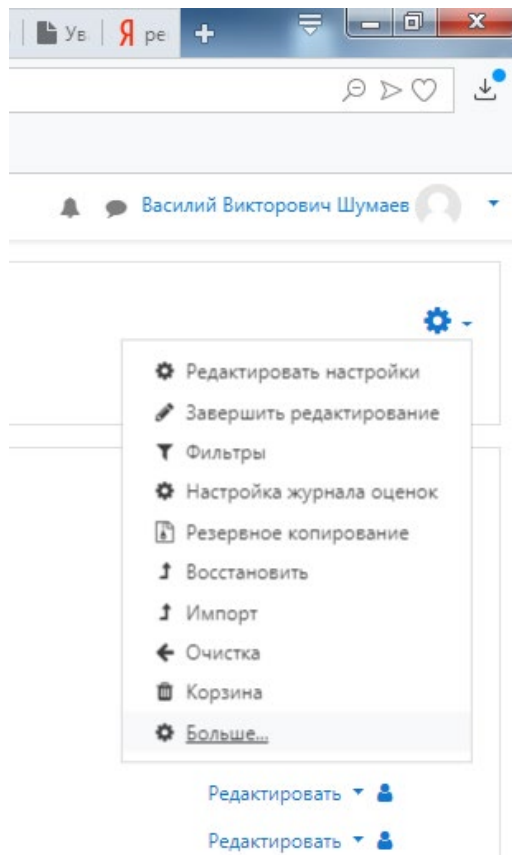 Ув
Я ре
Василий Викторович Шумаев
Редактировать настройки
Завершить редактирование
Фильтры
Настройка журнала оценок
Резервное копирование
Восстановить
Импорт
Очистка
Корзина
Больше...
Редактировать
Редактировать